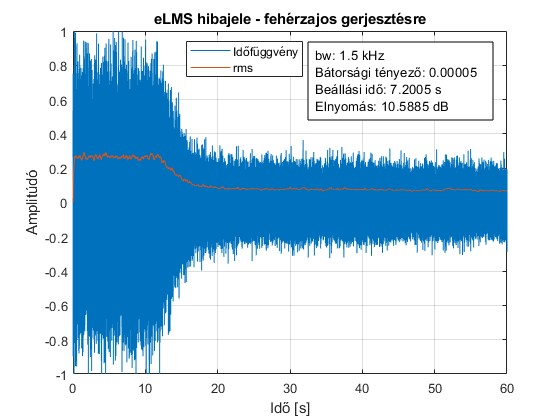 eLMS hibajele - fehérzajos gerjesztésre
Időfüggvény
rms
bw: 1.5 kHz
Bátorsági tényező: 0.00005
Beállási idő: 7.2005 s
Elnyomás: 10.5885 dB
Amplitúdó
1
0.8
0.6
0.4
0.2
0
-0.2
-0.4
-0.6
-0.8
-1
0 10 20 30 40 50 60
Idő [s]